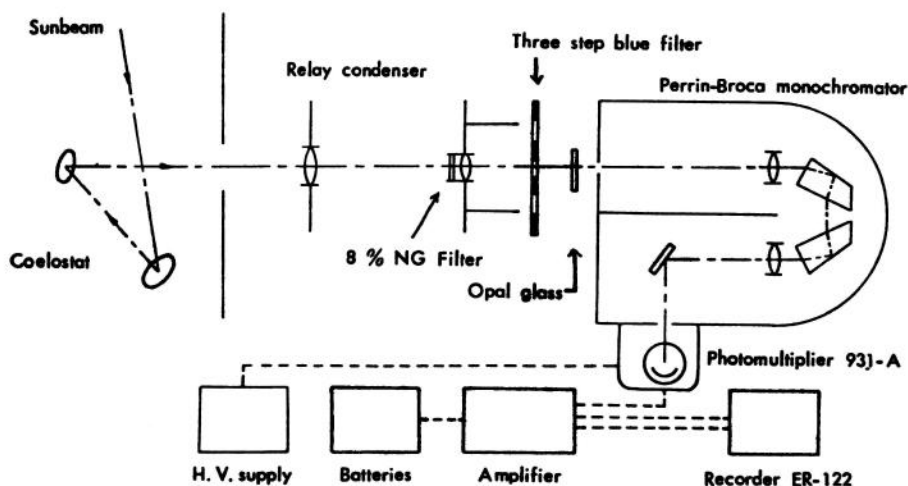 Sunbeam
Three step blue filter
Relay condenser
Perrin-Broca monochromator
Coelostat
8 % NG Filter
Opal glass
Photomultiplier 93J-A
H. V. supply
Batteries
Amplifier
Recorder ER-122